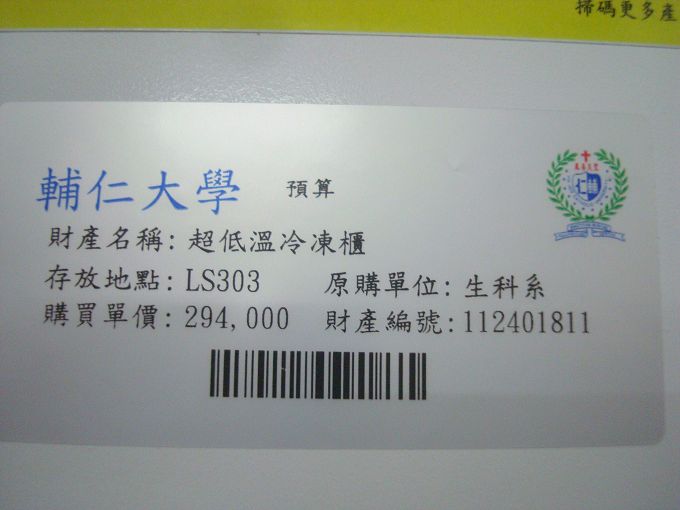 掃碼更多產
輔仁大學 預算
財產名稱: 超低溫冷凍櫃
存放地點: LS303 原購單位: 生科系
購買單價: 294,000 財產編號: 112401811